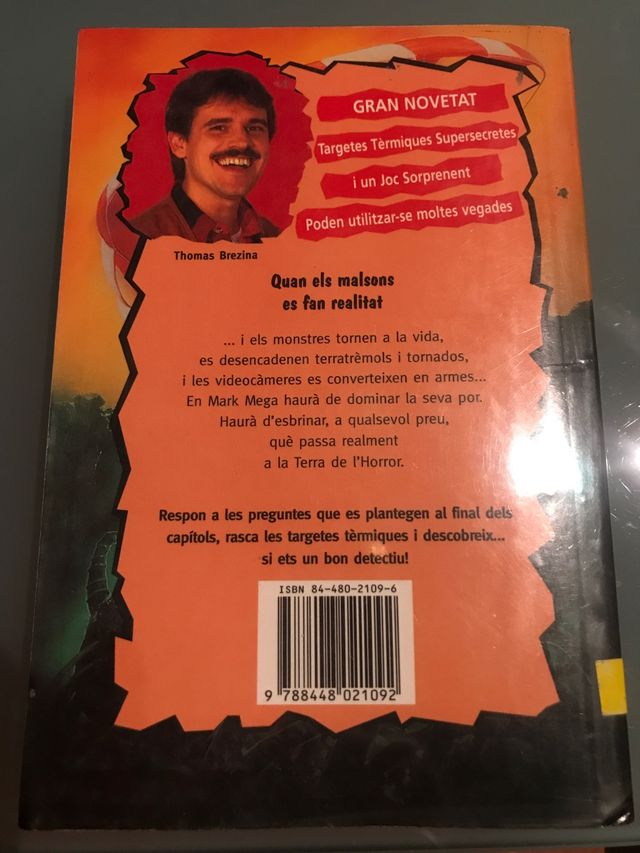 GRAN NOVETAT
Targetes Tèrmiques Supersecretes
i un Joc Sorprenent
Poden utilitzar-se moltes vegades
Thomas Brezina
Quan els malsons
es fan realitat
... i els monstres tornen a la vida,
es desencadenen terratrèmols i tornados,
i les videocàmeres es converteixen en armes...
En Mark Mega haurà de dominar la seva por.
Haurà d'esbrinar, a qualsevol preu,
què passa realment
a la Terra de l'Horror.
Respon a les preguntes que es plantegen al final dels
capítols, rasca les targetes tèrmiques i descobreix...
si ets un bon detectiu!
ISBN 84-480-2109-6
9 788448 021092